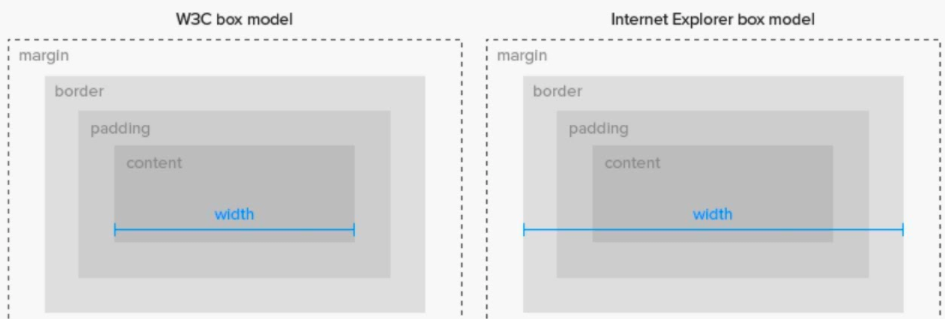 W3C box model
margin
border
padding
content
width
Internet Explorer box model
margin
border
padding
content
width